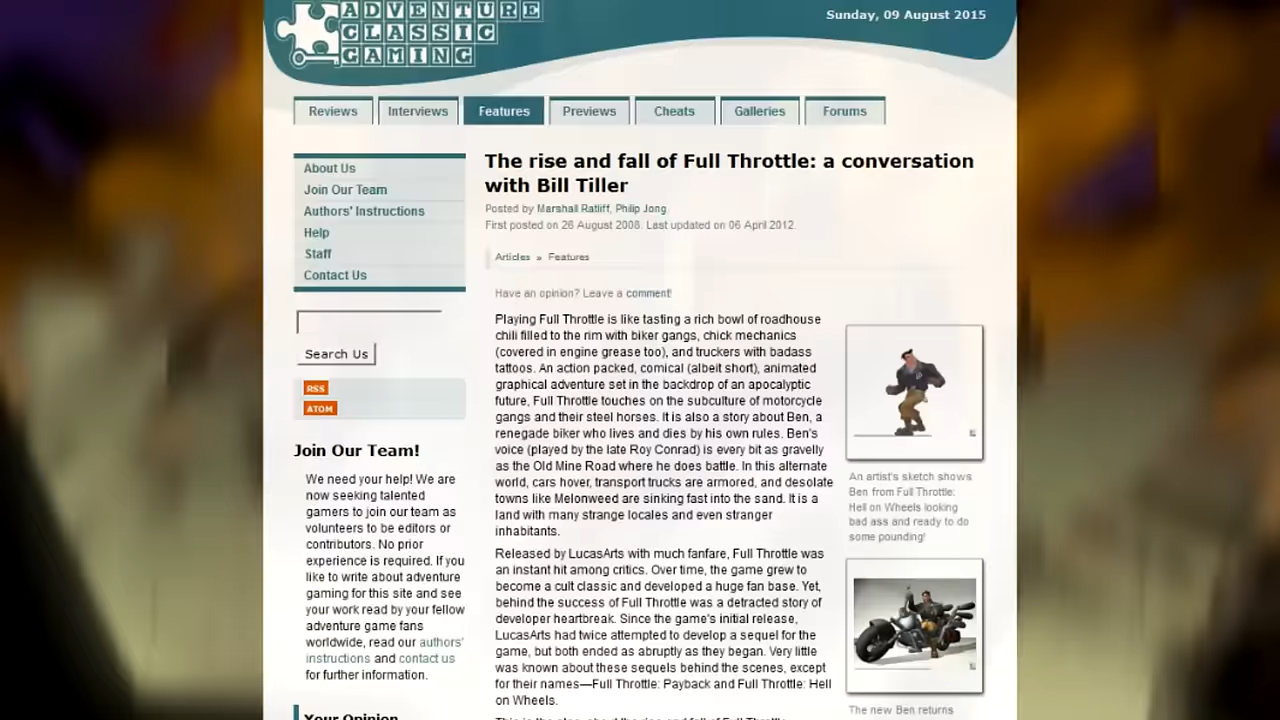 ADVENTURE
CLASSIC
GAMING
Sunday, 09 August 2015
Reviews
Interviews
Features
Previews
Cheats
Galleries
Forums
About Us
Join Our Team
Authors' Instructions
Help
Staff
Contact Us
Search Us
RSS
ATOM
Join Our Team!
We need your help! We are
now seeking talented
gamers to join our team as
volunteers to be editors or
contributors. No prior
experience is required. If you
like to write about adventure
gaming for this site and see
your work read by your fellow
adventure game fans
worldwide, read our authors'
instructions and contact us
for further information.
Your Opinion
The rise and fall of Full Throttle: a conversation
with Bill Tiller
Posted by Marshall Ratliff, Philip Jong.
First posted on 26 August 2008. Last updated on 06 April 2012.
Articles » Features
Have an opinion? Leave a comment!
Playing Full Throttle is like tasting a rich bowl of roadhouse
chili filled to the rim with biker gangs, chick mechanics
(covered in engine grease too), and truckers with badass
tattoos. An action packed, comical (albeit short), animated
graphical adventure set in the backdrop of an apocalyptic
future, Full Throttle touches on the subculture of motorcycle
gangs and their steel horses. It is also a story about Ben, a
renegade biker who lives and dies by his own rules. Ben's
voice (played by the late Roy Conrad) is every bit as gravelly
as the Old Mine Road where he does battle. In this alternate
world, cars hover, transport trucks are armored, and desolate
towns like Melonweed are sinking fast into the sand. It is a
land with many strange locales and even stranger
inhabitants.
Released by LucasArts with much fanfare, Full Throttle was
an instant hit among critics. Over time, the game grew to
become a cult classic and developed a huge fan base. Yet,
behind the success of Full Throttle was a detracted story of
developer heartbreak. Since the game's initial release,
LucasArts had twice attempted to develop a sequel for the
game, but both ended as abruptly as they began. Very little
was known about these sequels behind the scenes, except
for their names—Full Throttle: Payback and Full Throttle: Hell
on Wheels.
This is the story about the rise and fall of Full Throttle
An artist's sketch shows
Ben from Full Throttle:
Hell on Wheels looking
bad ass and ready to do
some pounding!
The new Ben returns